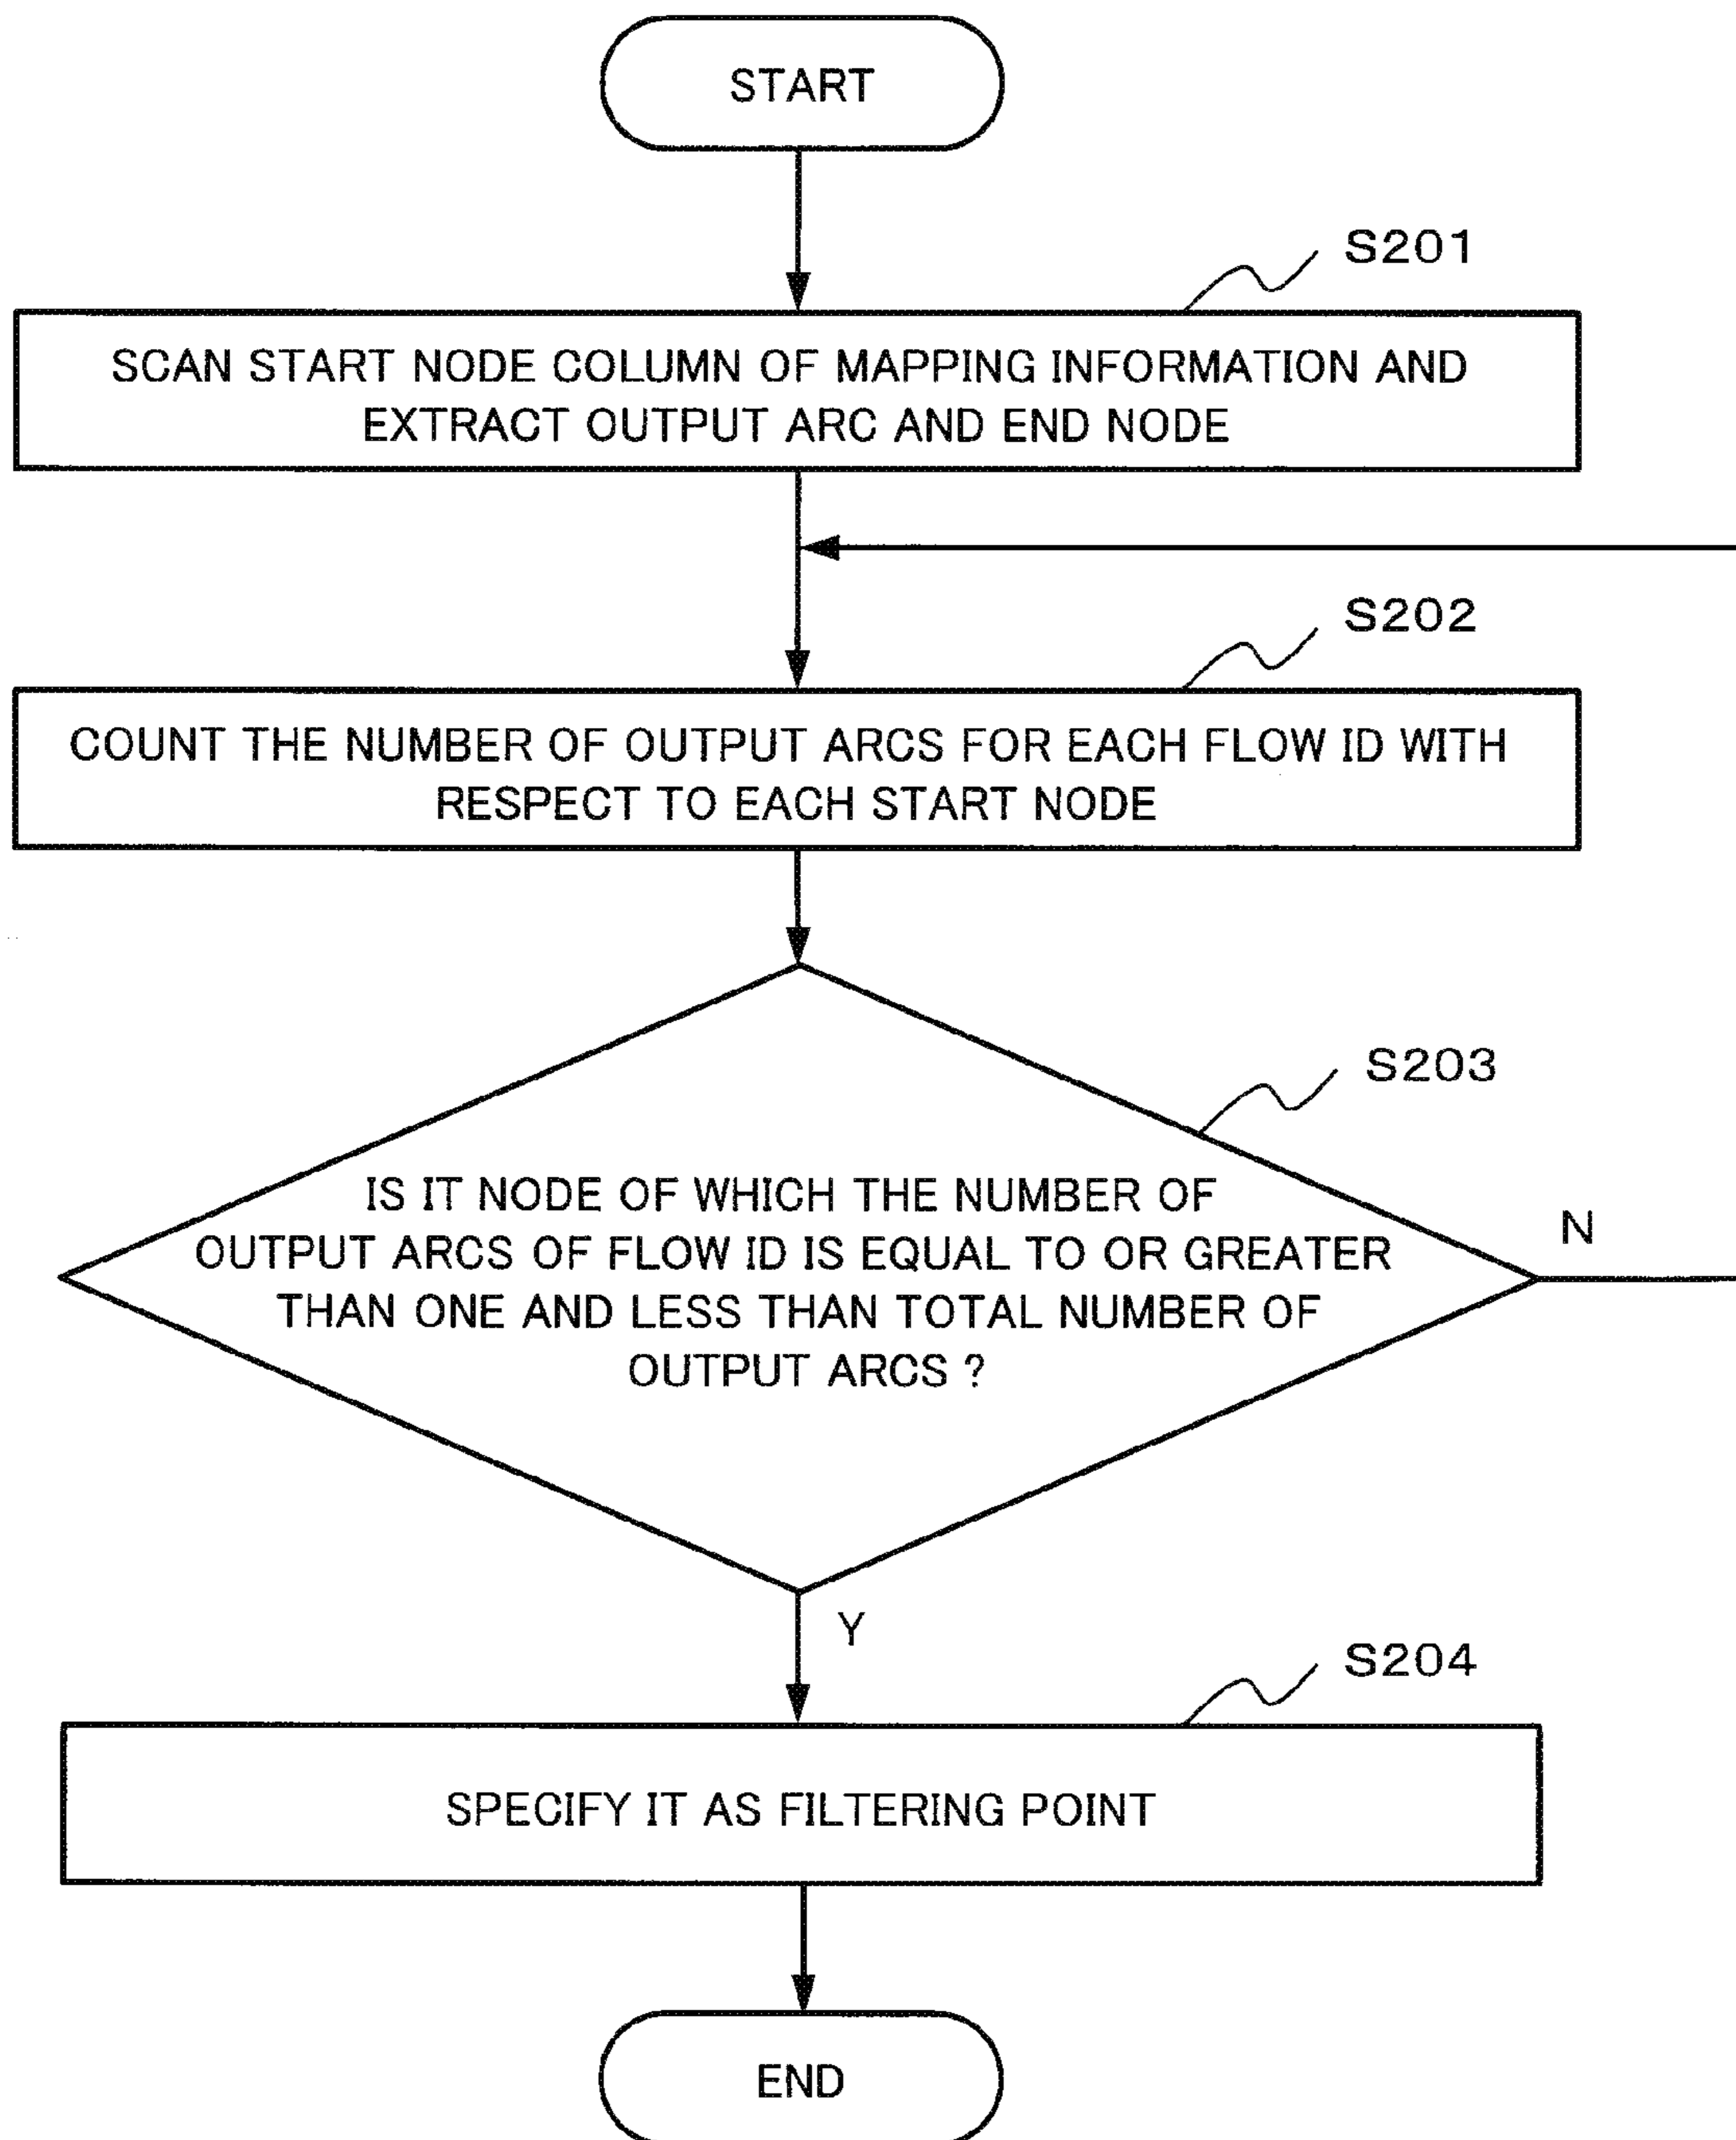 START
S201
SCAN START NODE COLUMN OF MAPPING INFORMATION AND
EXTRACT OUTPUT ARC AND END NODE
S202
COUNT THE NUMBER OF OUTPUT ARCS FOR EACH FLOW ID WITH
RESPECT TO EACH START NODE
S203
IS IT NODE OF WHICH THE NUMBER OF
OUTPUT ARCS OF FLOW ID IS EQUAL TO OR GREATER
THAN ONE AND LESS THAN TOTAL NUMBER OF
OUTPUT ARCS ?
N
Y
S204
SPECIFY IT AS FILTERING POINT
END